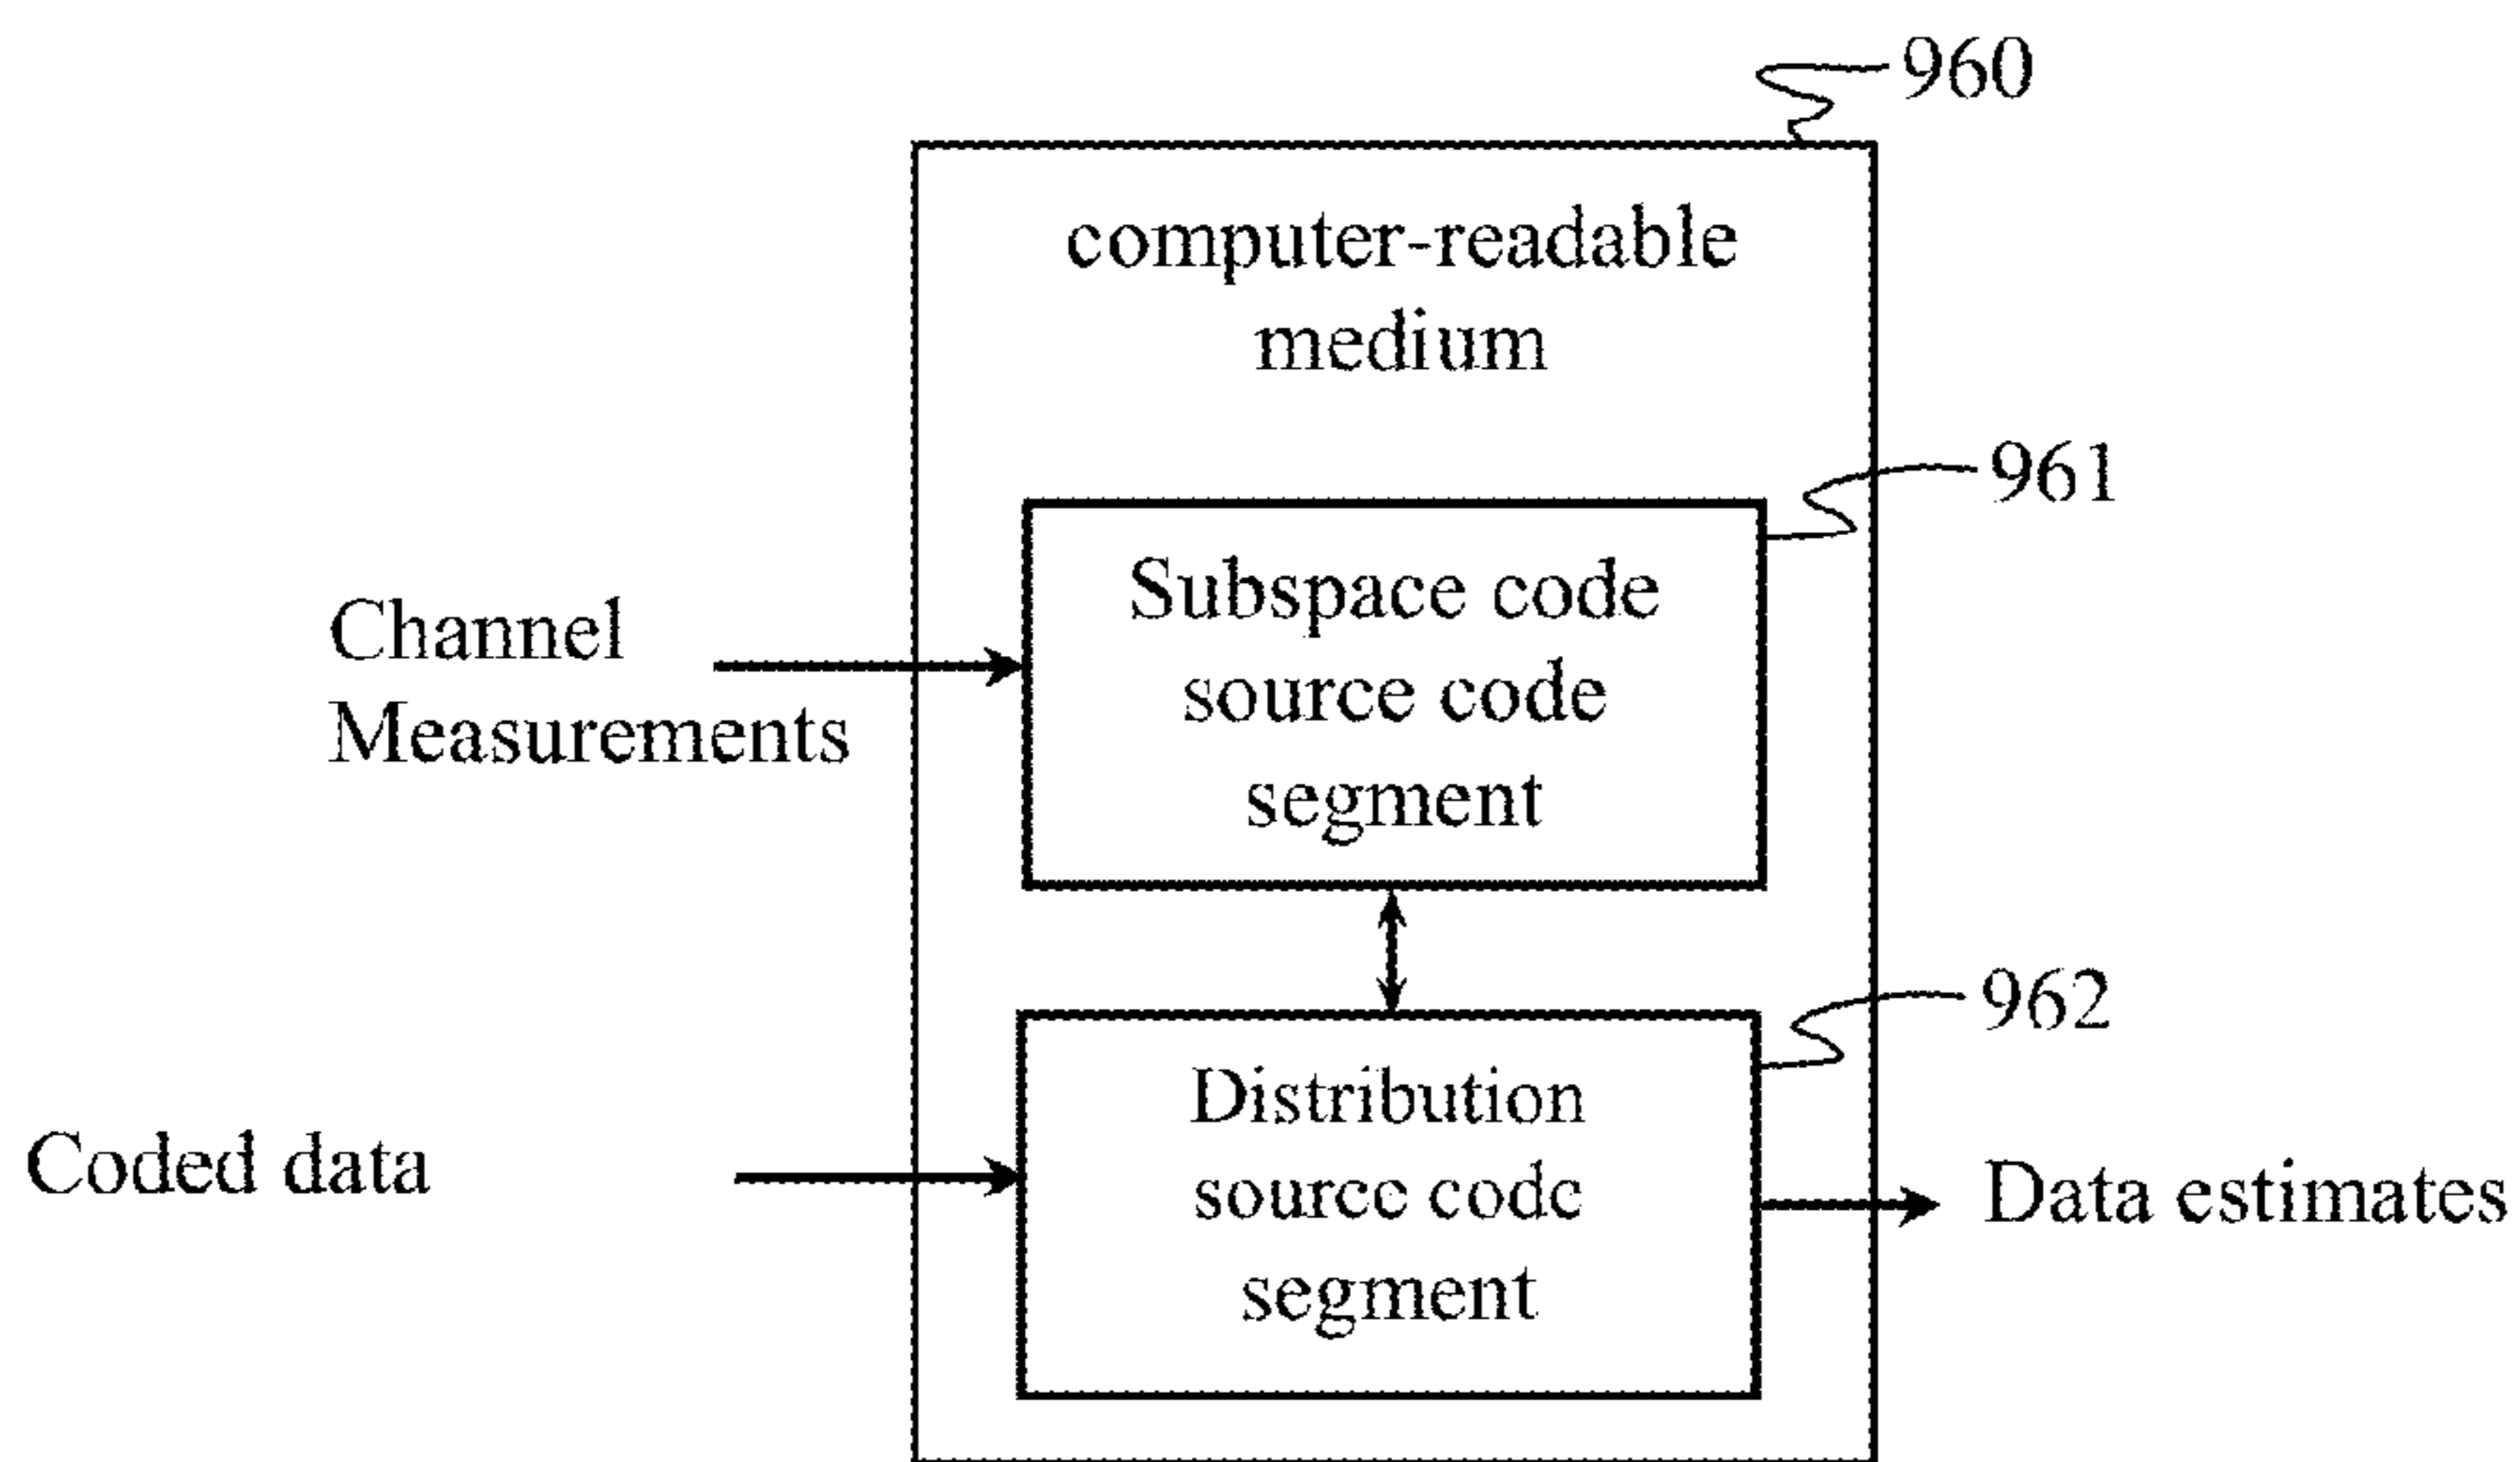 960
computer-readable
medium
961
Subspace code
source code
segment
Channel
Measurements
962
Distribution
source code
segment
Coded data
Data estimates